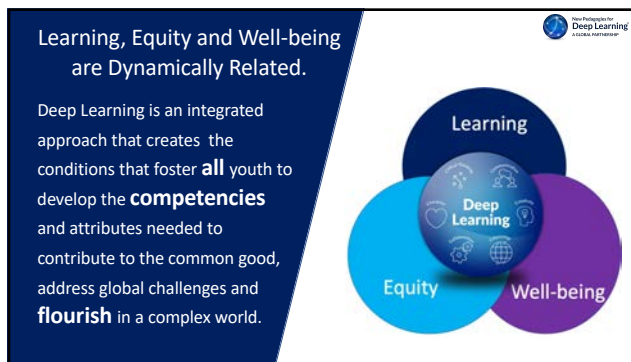 Learning, Equity and Well-being
are Dynamically Related.
Deep Learning is an integrated
approach that creates the
conditions that foster all youth to
develop the competencies
and attributes needed to
contribute to the common good,
address global challenges and
flourish in a complex world.
New Pedagogies for
Deep Learning
A GLOBAL PARTNERSHIP
Learning
Deep
Learning
Equity
Well-being